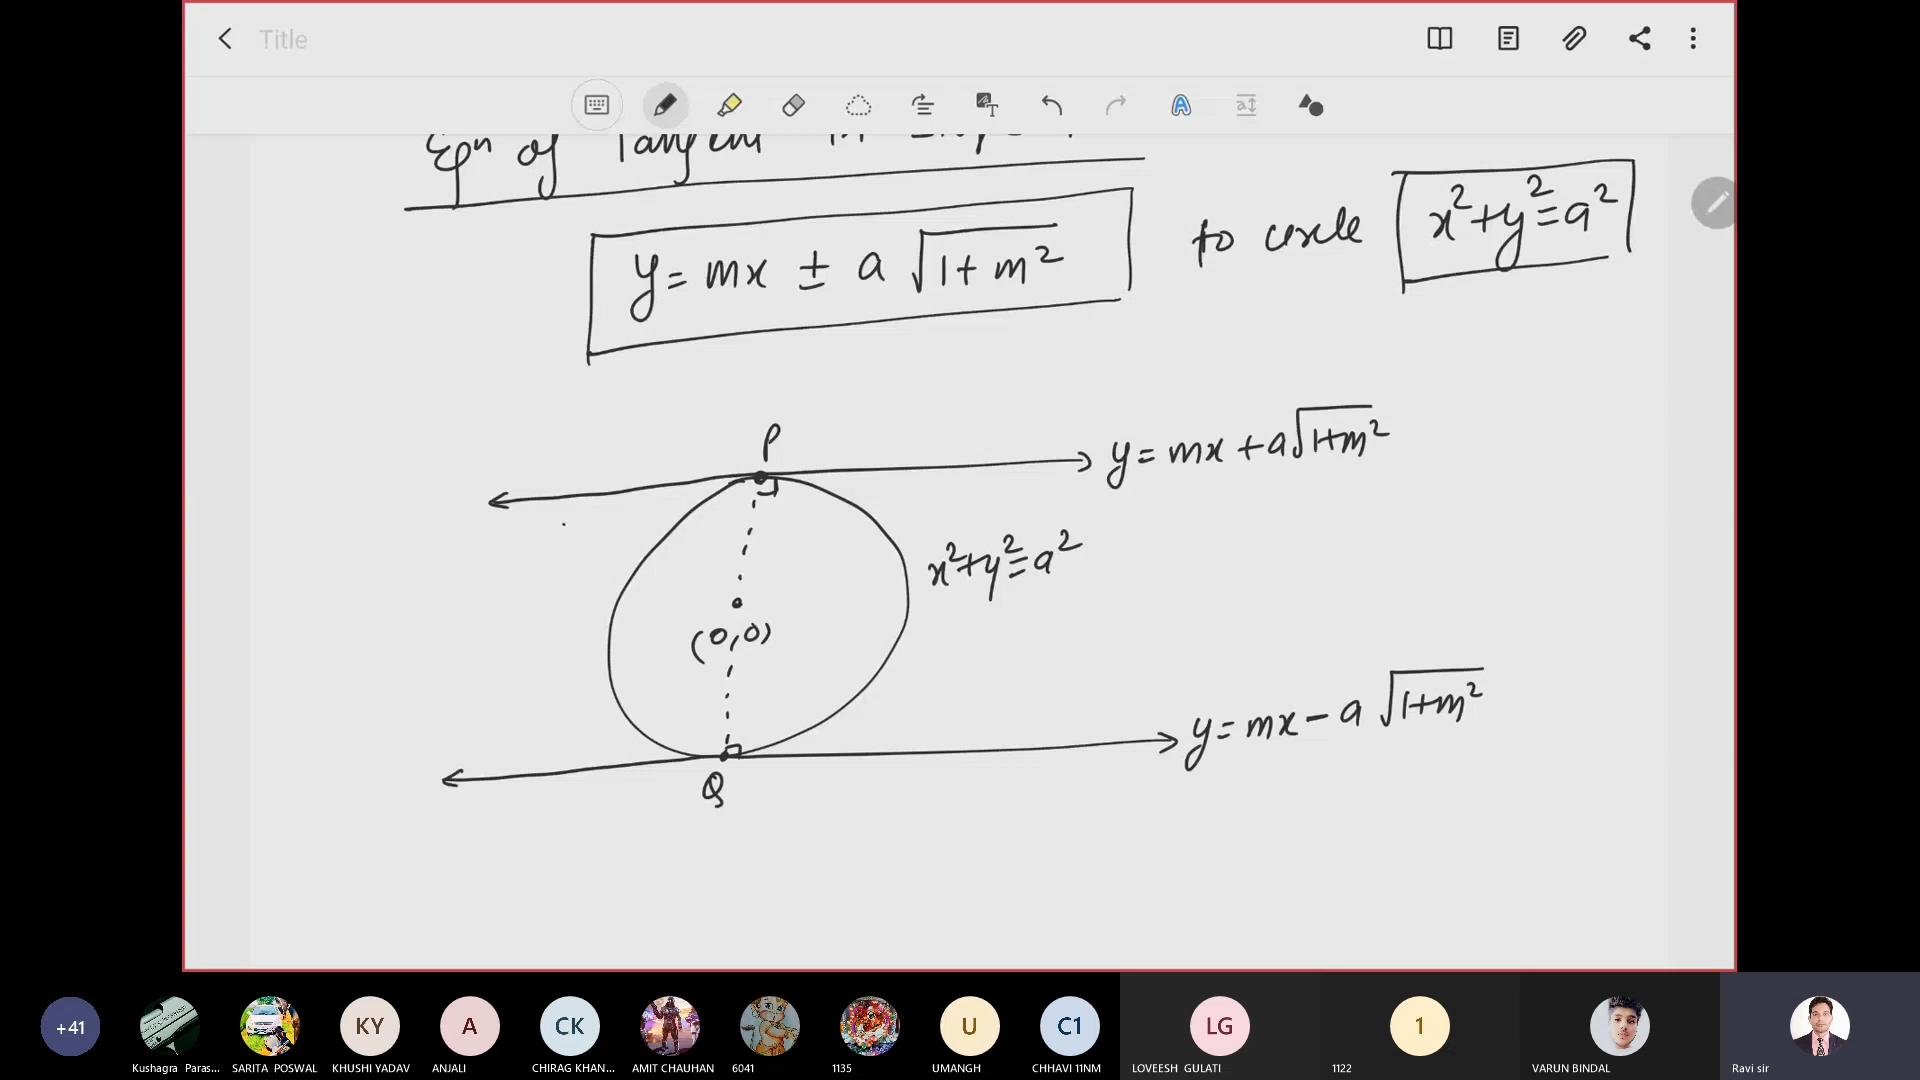 Title
Eqⁿ of Tangent in
y = mx ± a √(1+m²) to circle x²+y²=a²
P
y = mx + a√(1+m²)
x²+y²=a²
(0,0)
y = mx - a √(1+m²)
Q
+41
Kushagra Paras...
SARITA POSWAL
KY
KHUSHI YADAV
A
ANJALI
CK
CHIRAG KHAN...
AMIT CHAUHAN
6041
1135
U
UMANGH
C1
CHHAVI 11NM
LG
LOVEESH GULATI
1
1122
VARUN BINDAL
Ravi sir